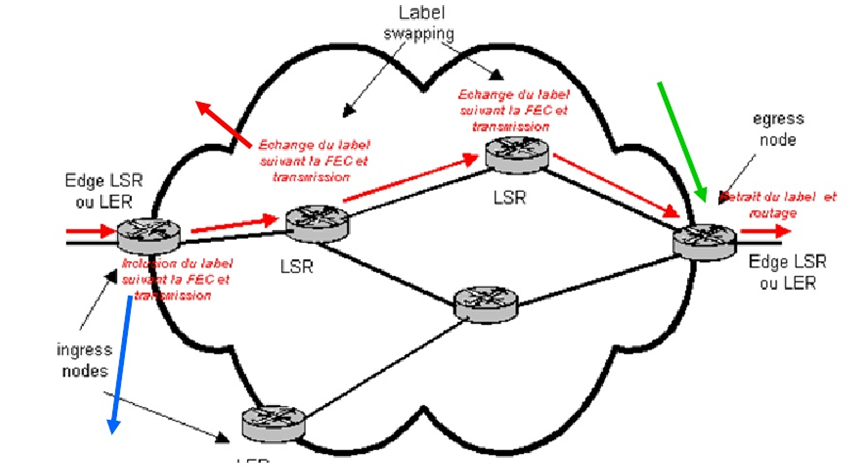 Label
swapping
Echange du label
suivant la FEC et
transmission
egress
node
Echange du label
suivant la FEC et
transmission
Edge LSR
ou LER
LSR
Retrait du label et
routage
LSR
Inclusion du label
suivant la FEC et
transmission
Edge LSR
ou LER
ingress
nodes
LER